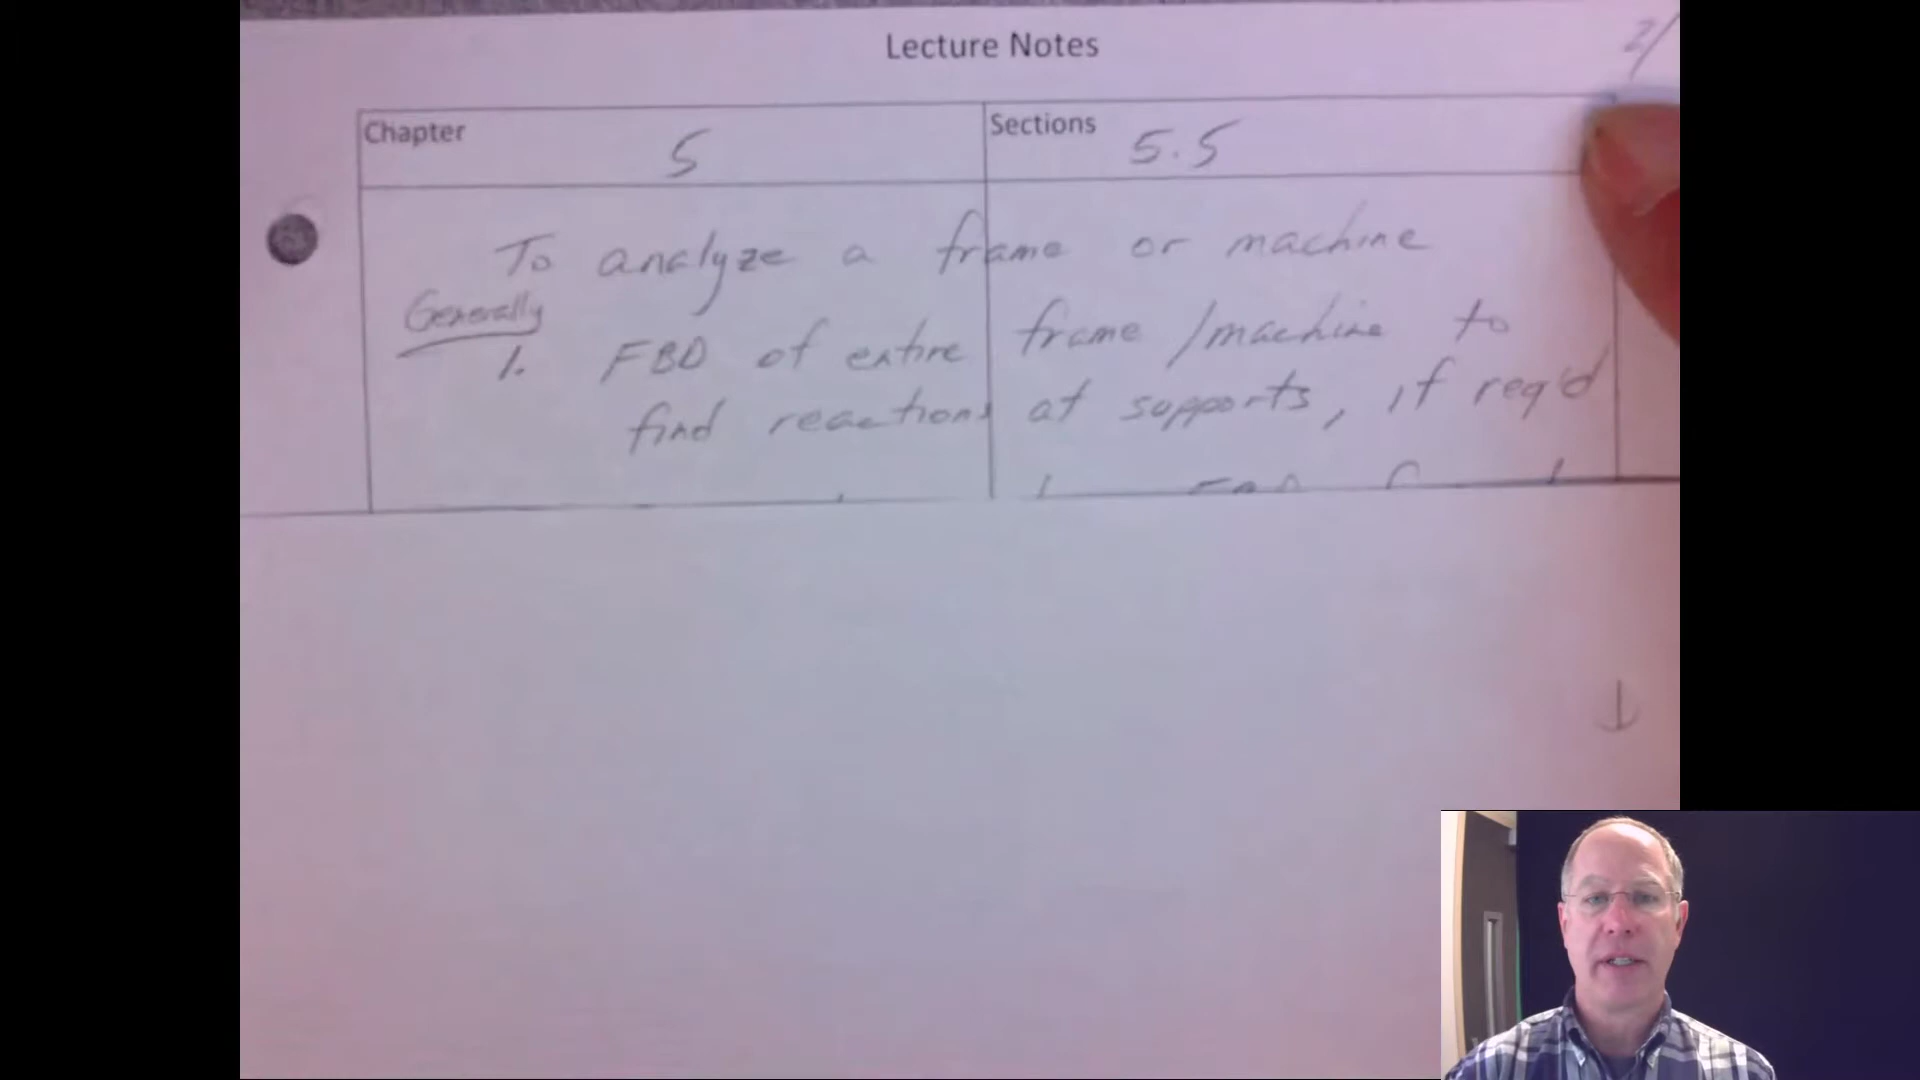 Lecture Notes
2/
Chapter 5
Sections 5.5
To analyze a frame or machine
Generally
1. FBD of entire frame/machine to
find reactions at supports, if req'd